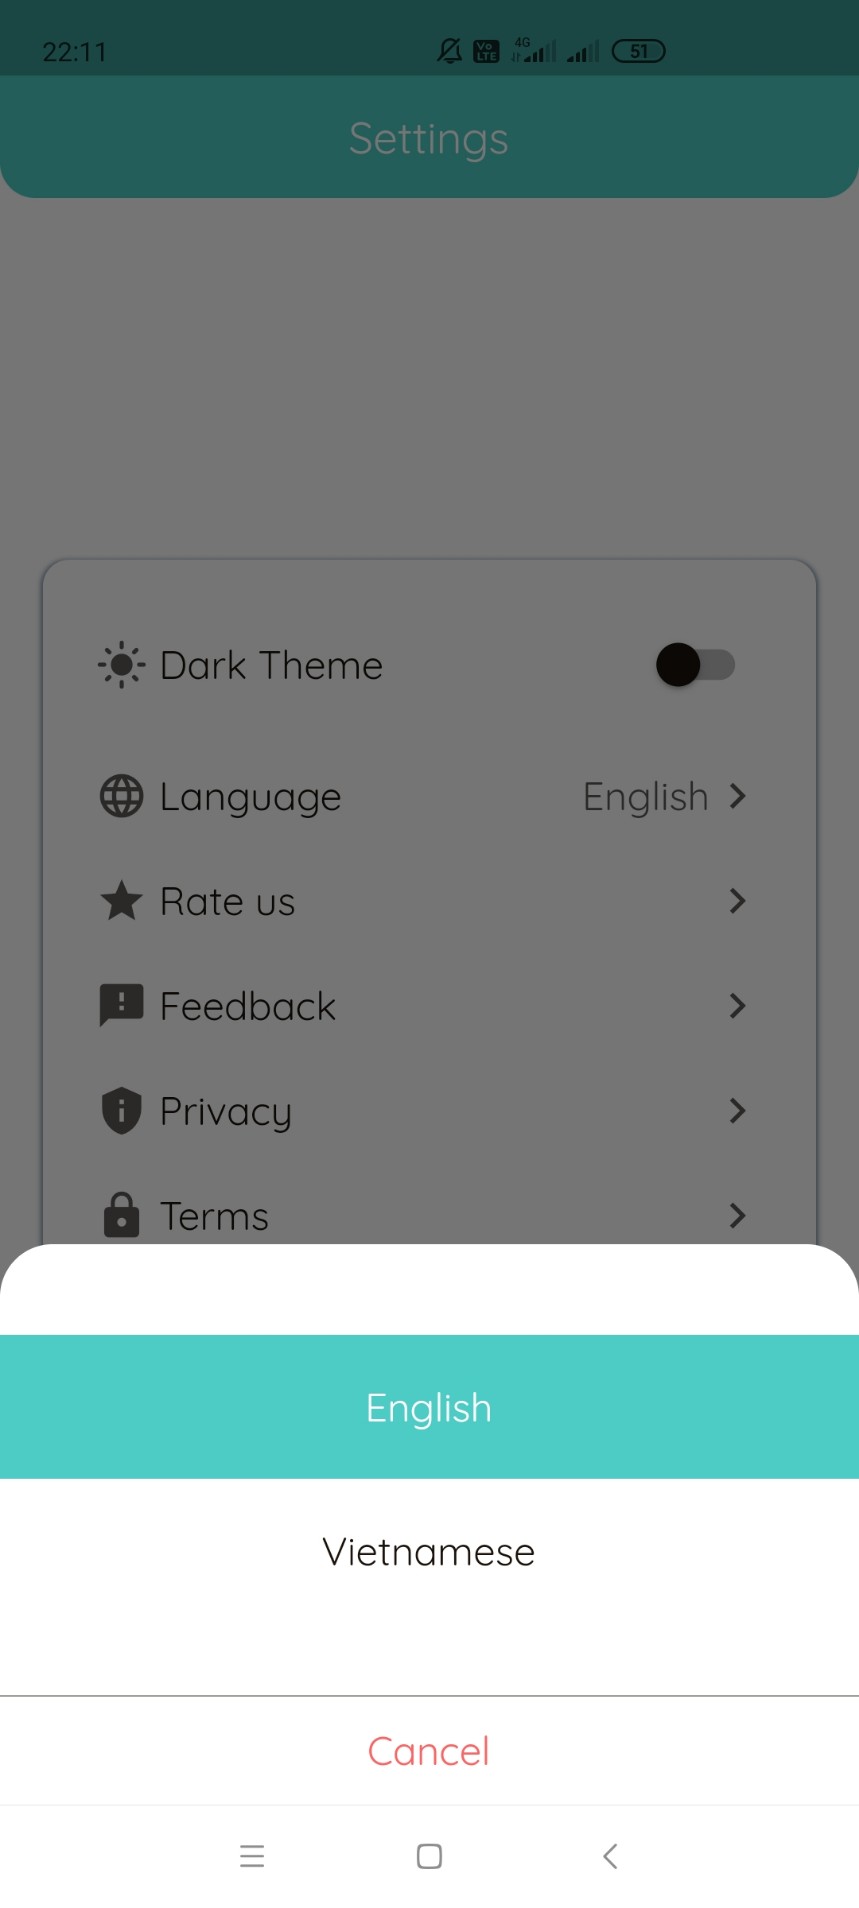 22:11
Vo LTE 4G 51
Settings
Dark Theme
Language English
Rate us
Feedback
Privacy
Terms
English
Vietnamese
Cancel